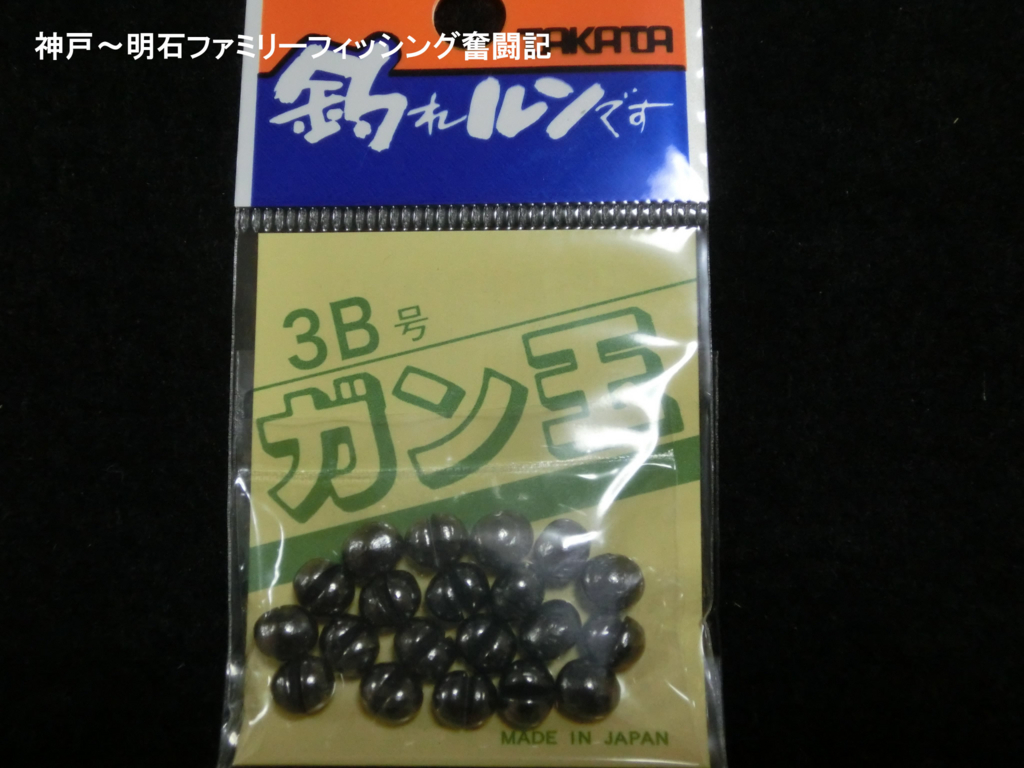 神戸～明石ファミリーフィッシング奮闘記
AKATA
釣れルンです
3B号
ガン玉
MADE IN JAPAN